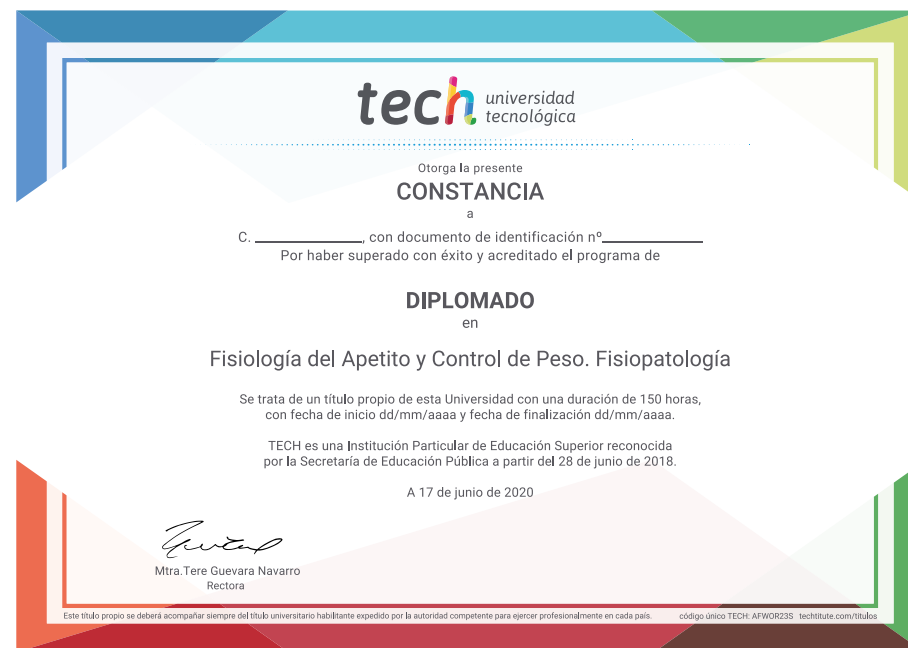 tech universidad
tecnológica
Otorga la presente
CONSTANCIA
a
C. ____________, con documento de identificación nº____________
Por haber superado con éxito y acreditado el programa de
DIPLOMADO
en
Fisiología del Apetito y Control de Peso. Fisiopatología
Se trata de un título propio de esta Universidad con una duración de 150 horas,
con fecha de inicio dd/mm/aaaa y fecha de finalización dd/mm/aaaa.
TECH es una Institución Particular de Educación Superior reconocida
por la Secretaría de Educación Pública a partir del 28 de junio de 2018.
A 17 de junio de 2020
Mtra.Tere Guevara Navarro
Rectora
Este título propio se deberá acompañar siempre del título universitario habilitante expedido por la autoridad competente para ejercer profesionalmente en cada país. código único TECH: AFWOR23S techtitute.com/titulos